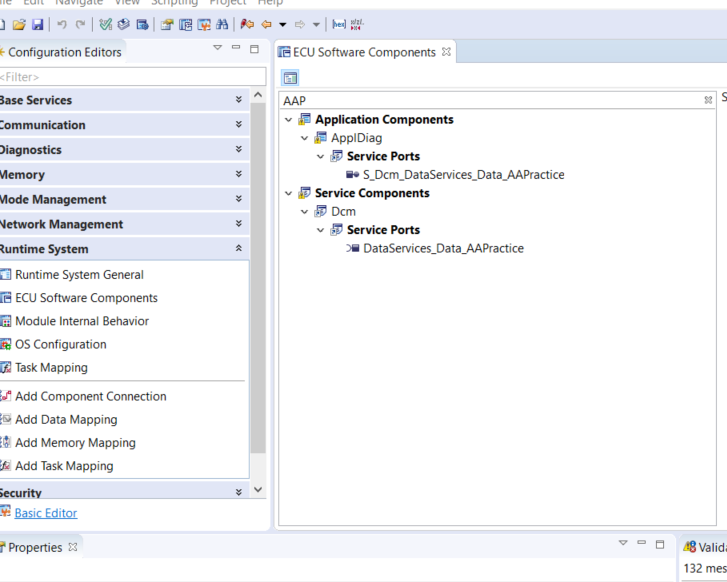 Edit Navigate View Scripting Project Help
Configuration Editors
<Filter>
Base Services
Communication
Diagnostics
Memory
Mode Management
Network Management
Runtime System
Runtime System General
ECU Software Components
Module Internal Behavior
OS Configuration
Task Mapping
Add Component Connection
Add Data Mapping
Add Memory Mapping
Add Task Mapping
Security
Basic Editor
Properties
ECU Software Components
AAP
Application Components
ApplDiag
Service Ports
S_Dcm_DataServices_Data_AAPractice
Service Components
Dcm
Service Ports
DataServices_Data_AAPractice
Valida
132 mes